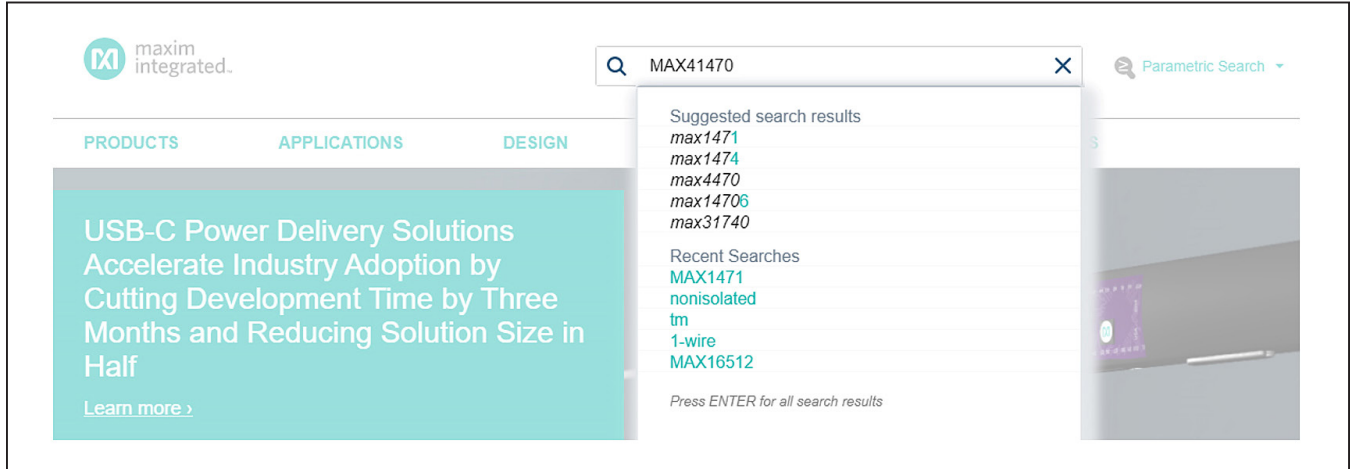 maxim
integrated™
MAX41470
Parametric Search
PRODUCTS
APPLICATIONS
DESIGN
S
Suggested search results
max1471
max1474
max4470
max14706
max31740
Recent Searches
MAX1471
nonisolated
tm
1-wire
MAX16512
Press ENTER for all search results
USB-C Power Delivery Solutions
Accelerate Industry Adoption by
Cutting Development Time by Three
Months and Reducing Solution Size in
Half
Learn more ›